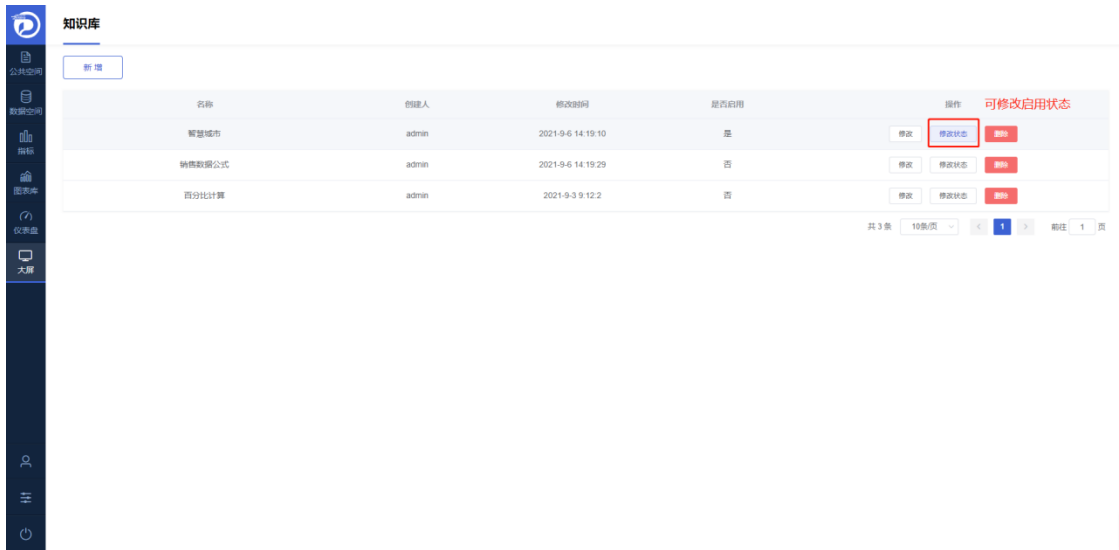 知识库
新增
名称 创建人 修改时间 是否启用 操作 可修改启用状态
智慧城市 admin 2021-9-6 14:19:10 是 修改 修改状态 删除
销售数据公式 admin 2021-9-6 14:19:29 否 修改 修改状态 删除
百分比计算 admin 2021-9-3 9:12:2 否 修改 修改状态 删除
共 3 条 10条/页 < 1 > 前往 1 页
公共空间
数据空间
指标
图表库
仪表盘
大屏